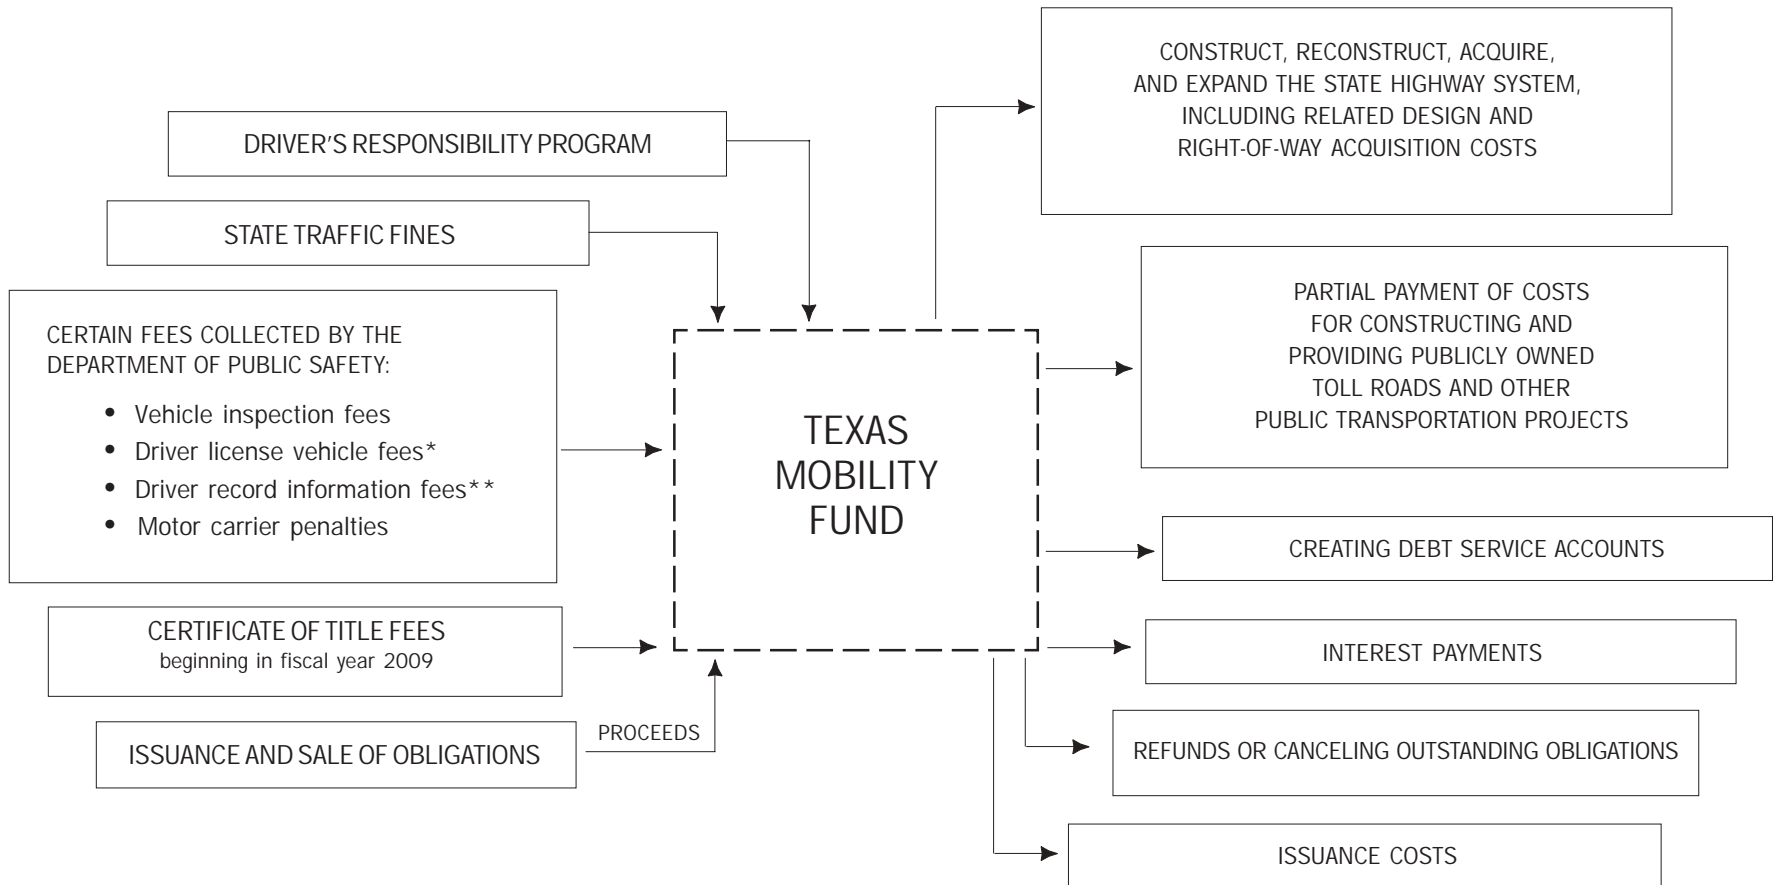 DRIVER'S RESPONSIBILITY PROGRAM
STATE TRAFFIC FINES
CERTAIN FEES COLLECTED BY THE
DEPARTMENT OF PUBLIC SAFETY:
• Vehicle inspection fees
• Driver license vehicle fees*
• Driver record information fees**
• Motor carrier penalties
CERTIFICATE OF TITLE FEES
beginning in fiscal year 2009
ISSUANCE AND SALE OF OBLIGATIONS
PROCEEDS
TEXAS
MOBILITY
FUND
CONSTRUCT, RECONSTRUCT, ACQUIRE,
AND EXPAND THE STATE HIGHWAY SYSTEM,
INCLUDING RELATED DESIGN AND
RIGHT-OF-WAY ACQUISITION COSTS
PARTIAL PAYMENT OF COSTS
FOR CONSTRUCTING AND
PROVIDING PUBLICLY OWNED
TOLL ROADS AND OTHER
PUBLIC TRANSPORTATION PROJECTS
CREATING DEBT SERVICE ACCOUNTS
INTEREST PAYMENTS
REFUNDS OR CANCELING OUTSTANDING OBLIGATIONS
ISSUANCE COSTS